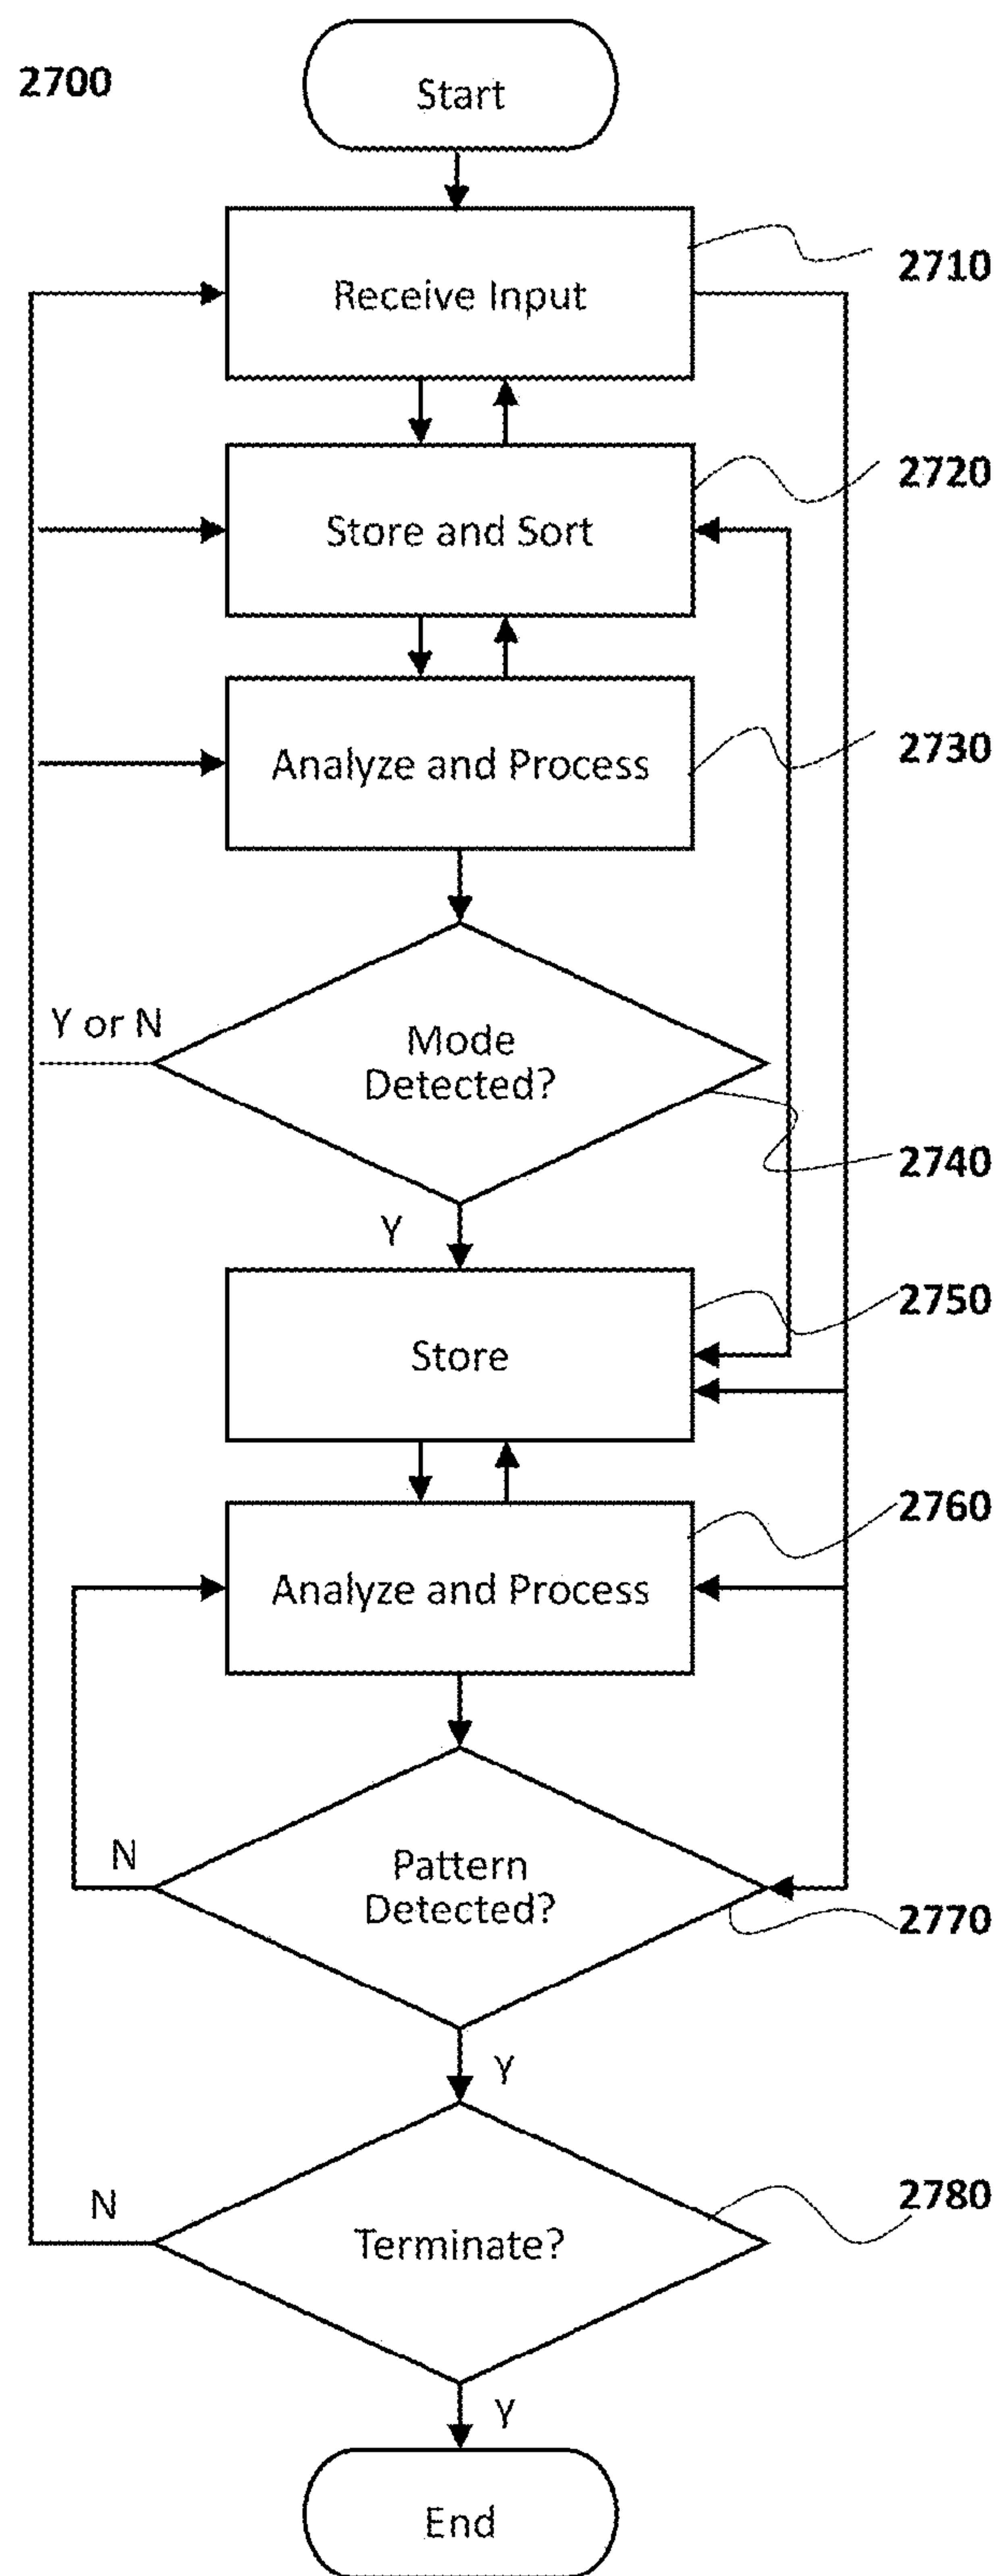 2700
Start
2710
Receive Input
2720
Store and Sort
2730
Analyze and Process
Y or N
Mode
Detected?
2740
Y
2750
Store
2760
Analyze and Process
N
Pattern
Detected?
2770
Y
2780
N
Terminate?
Y
End